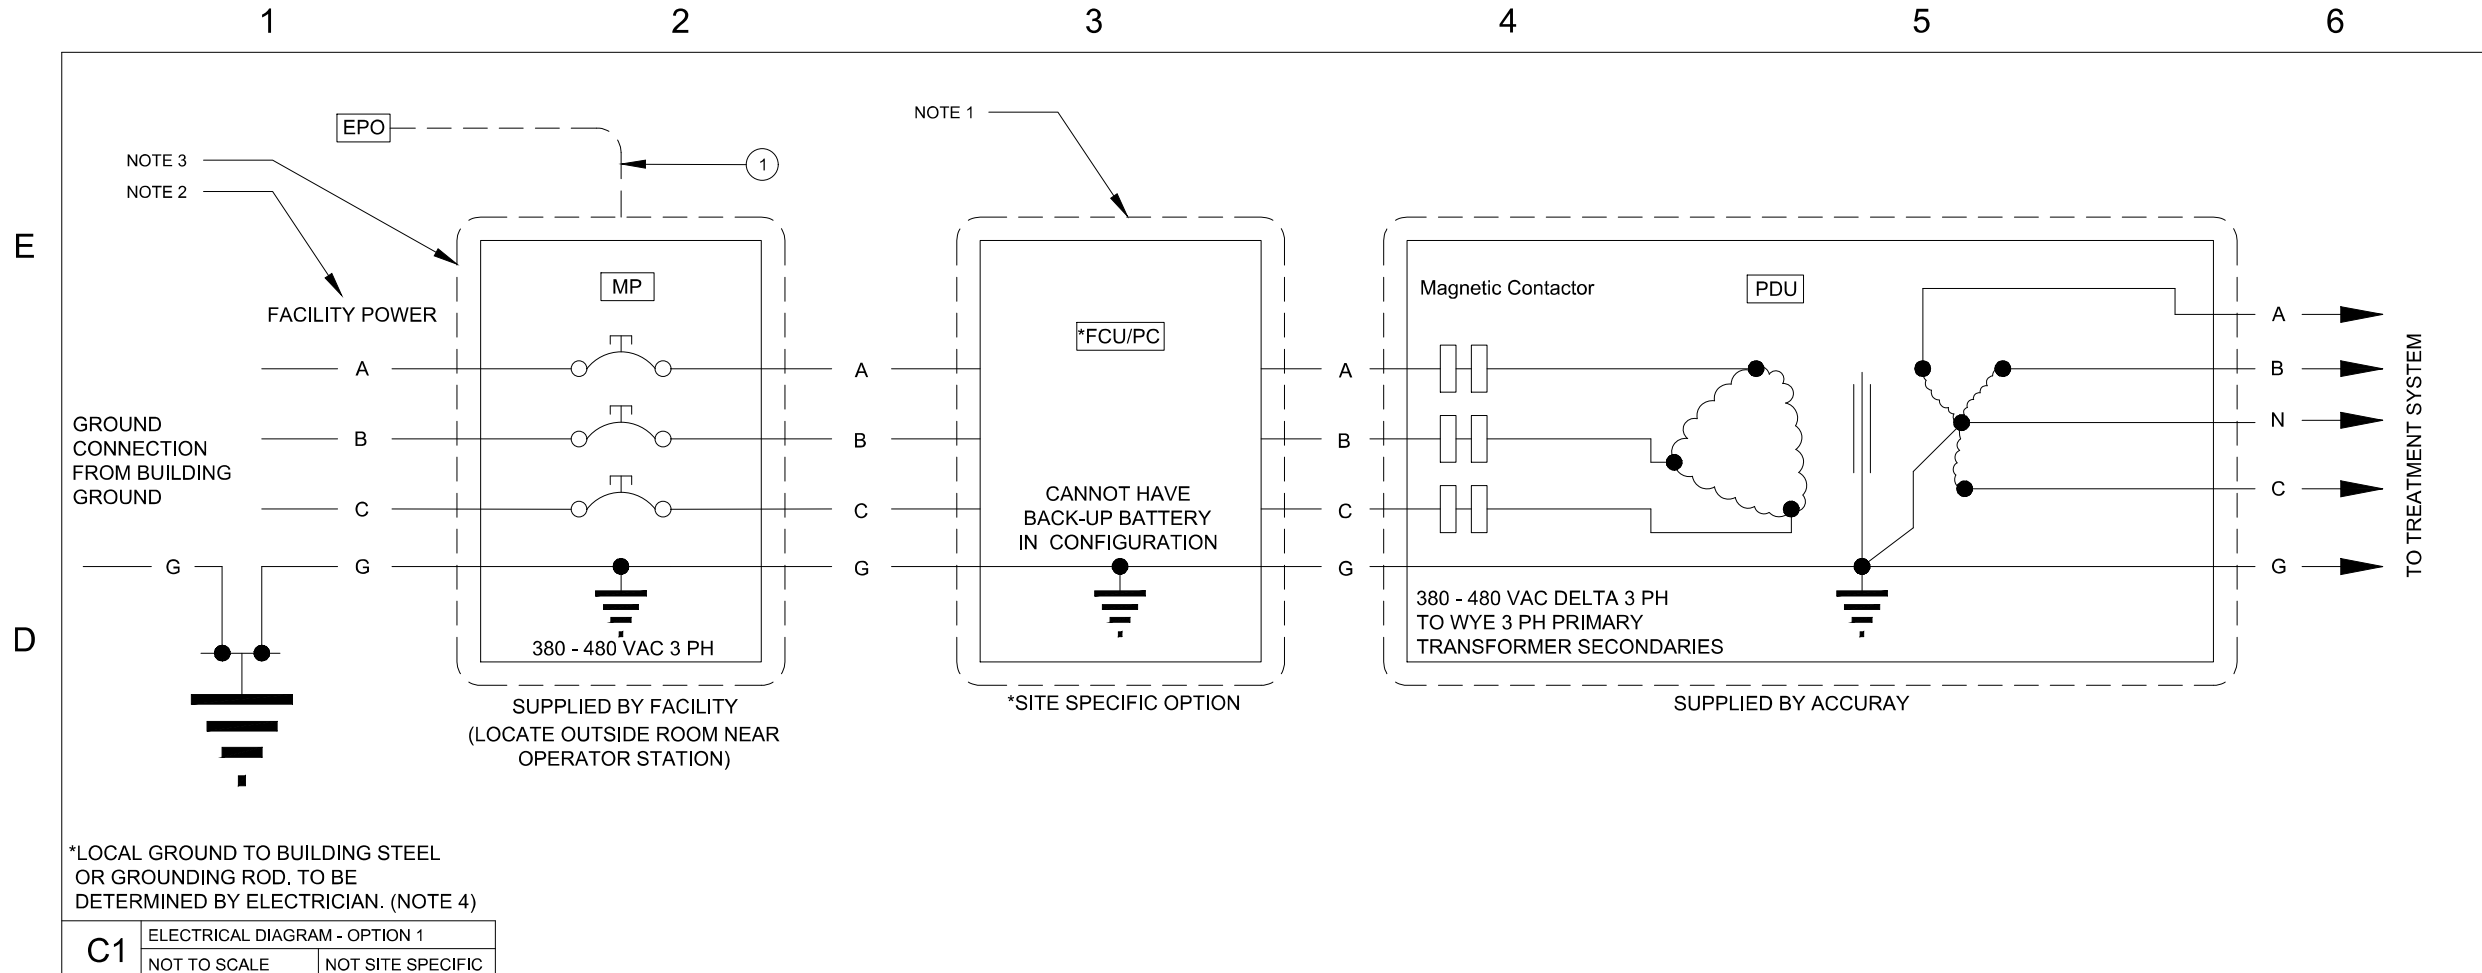 1 2 3 4 5 6
E
D
EPO
1
NOTE 3
NOTE 2
NOTE 1
FACILITY POWER
GROUND
CONNECTION
FROM BUILDING
GROUND
A
B
C
G
G
MP
380 - 480 VAC 3 PH
SUPPLIED BY FACILITY
(LOCATE OUTSIDE ROOM NEAR
OPERATOR STATION)
A
B
C
G
*FCU/PC
CANNOT HAVE
BACK-UP BATTERY
IN CONFIGURATION
*SITE SPECIFIC OPTION
A
B
C
G
Magnetic Contactor
PDU
380 - 480 VAC DELTA 3 PH
TO WYE 3 PH PRIMARY
TRANSFORMER SECONDARIES
SUPPLIED BY ACCURAY
A
B
N
C
G
TO TREATMENT SYSTEM
*LOCAL GROUND TO BUILDING STEEL
OR GROUNDING ROD. TO BE
DETERMINED BY ELECTRICIAN. (NOTE 4)
C1
ELECTRICAL DIAGRAM - OPTION 1
NOT TO SCALE
NOT SITE SPECIFIC